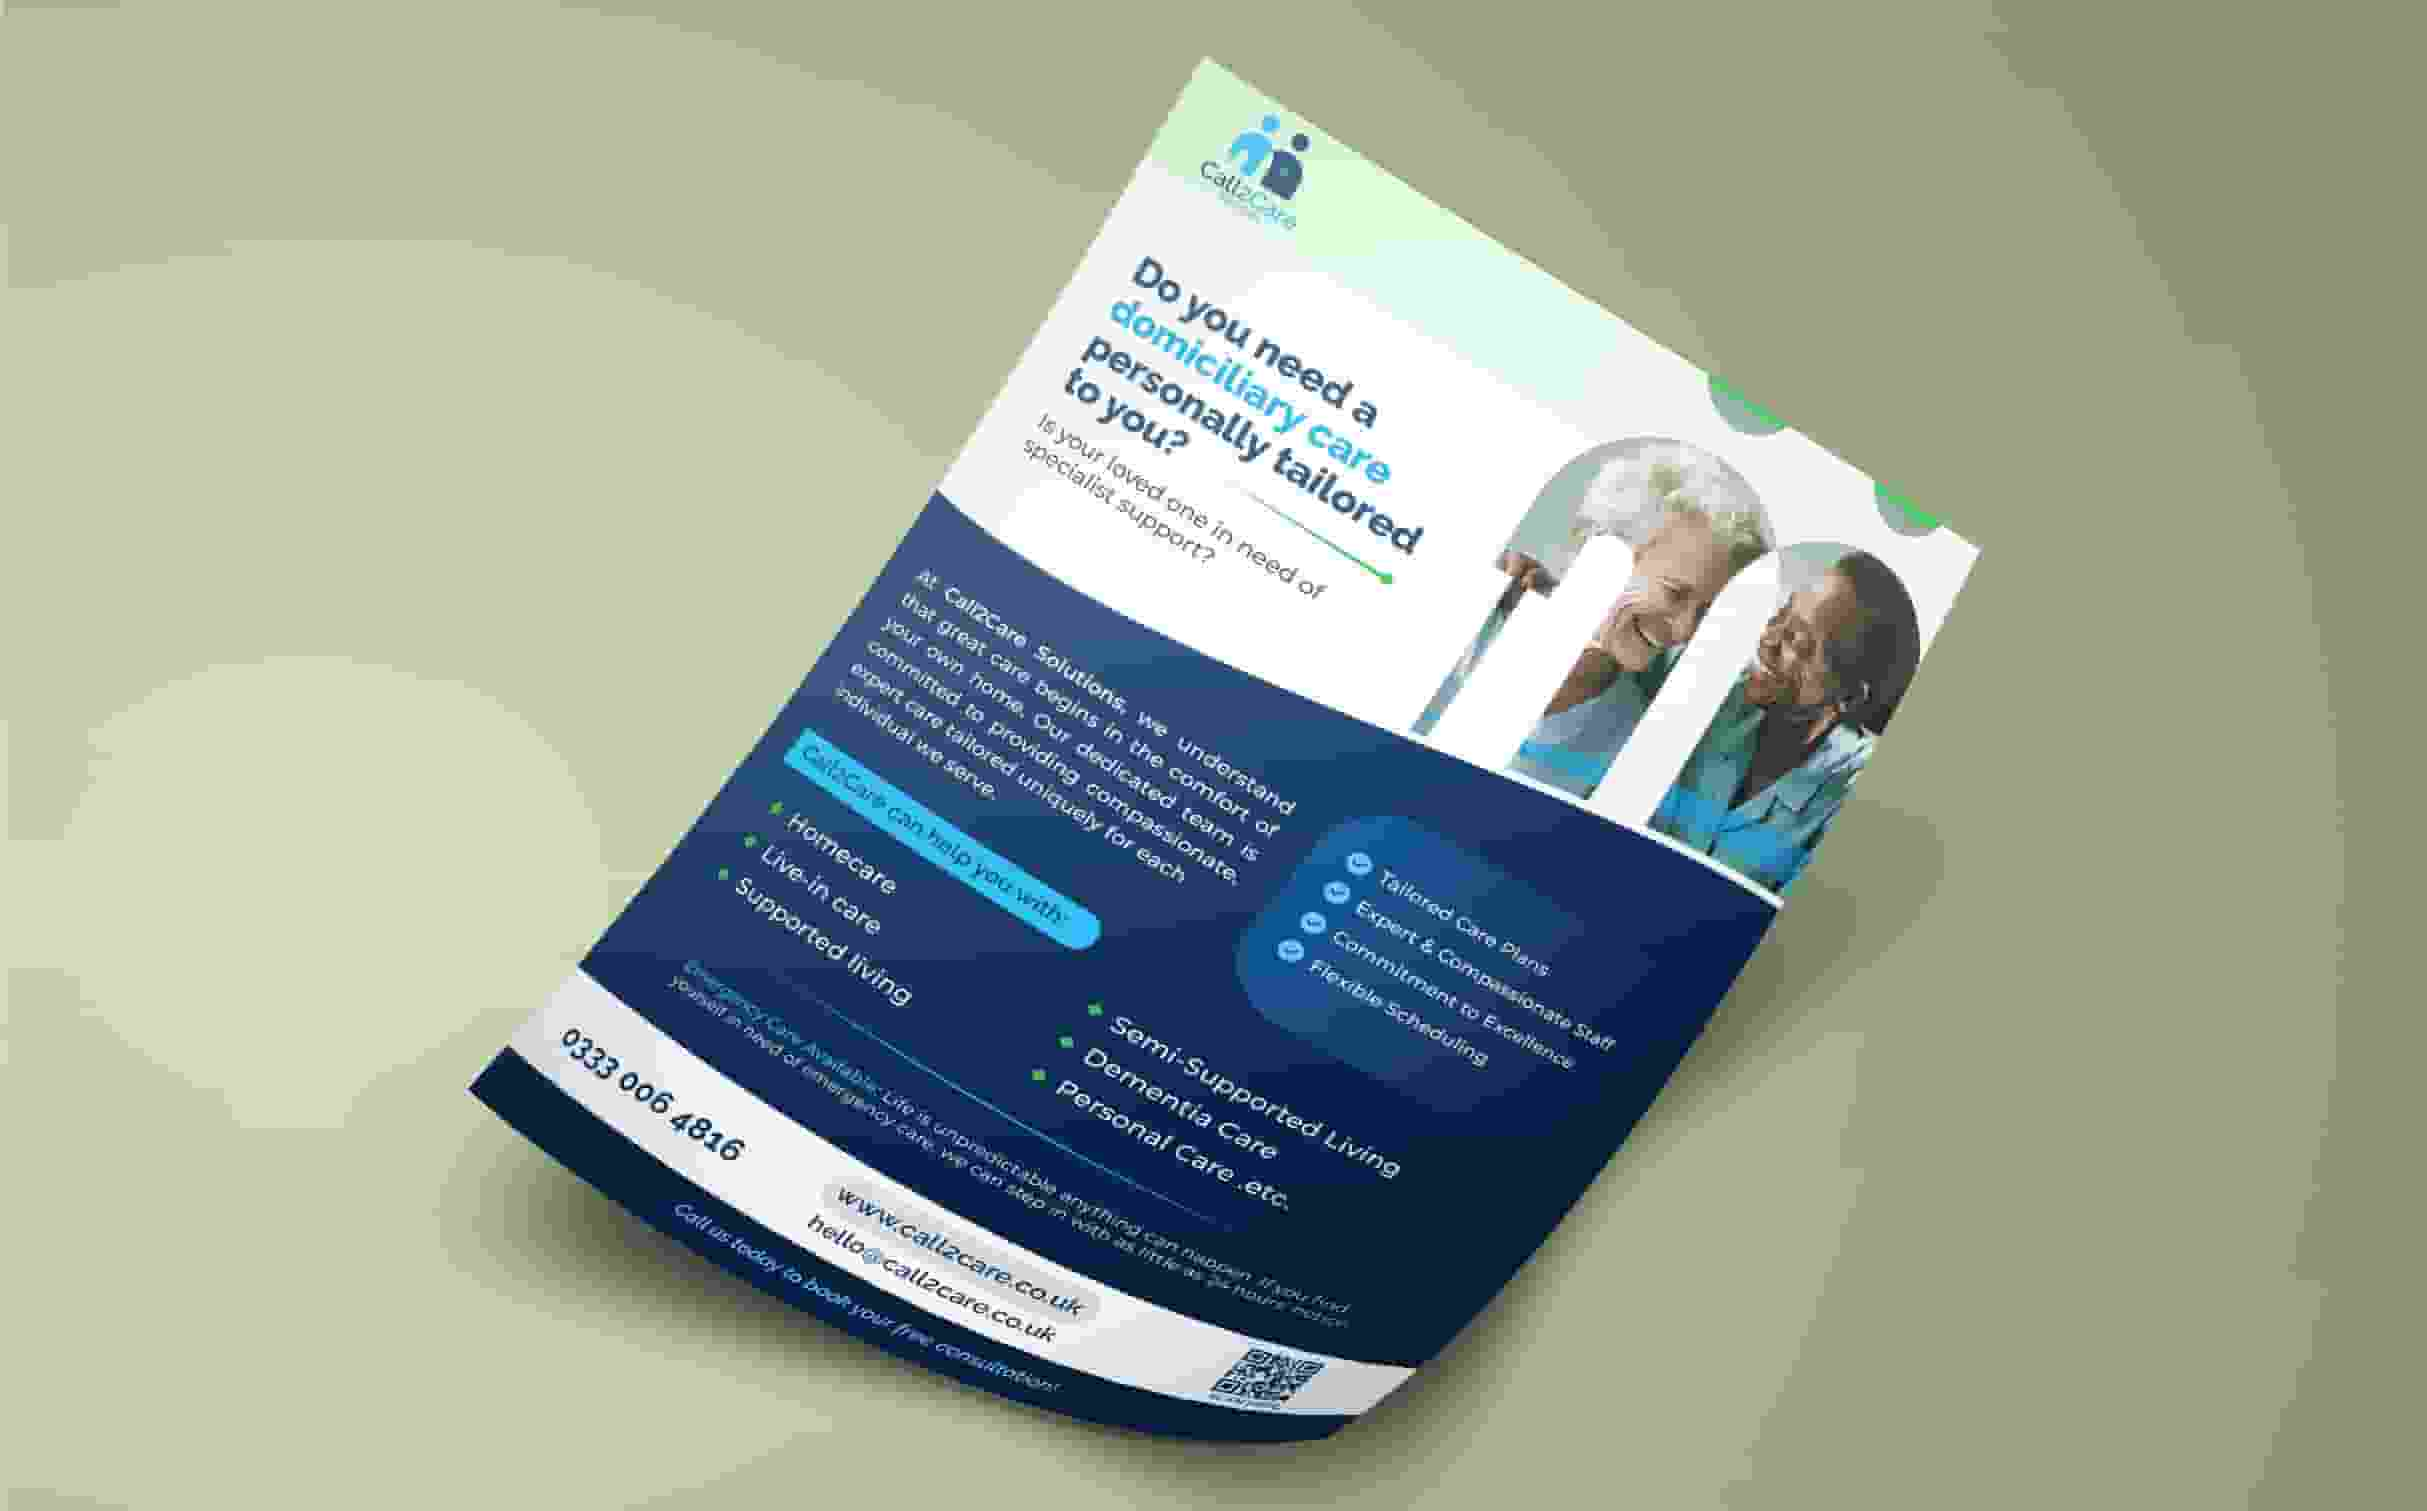 Call2Care
Do you need a
domiciliary care
personally tailored
to you?
Is your loved one in need of
specialist support?
At Call2Care Solutions, we understand
that great care begins in the comfort of
your own home. Our dedicated team is
committed to providing compassionate,
expert care tailored uniquely for each
individual we serve.
Tailored Care Plans
Expert & Compassionate Staff
Commitment to Excellence
Flexible Scheduling
Call2Care can help you with:
Homecare
Live-in care
Supported living
Semi-Supported Living
Dementia Care
Personal Care .etc.
Emergency Care Available: Life is unpredictable anything can happen. If you find
yourself in need of emergency care, we can step in with as little as 24 hours' notice.
0333 006 4816
www.call2care.co.uk
hello@call2care.co.uk
Call us today to book your free consultation!